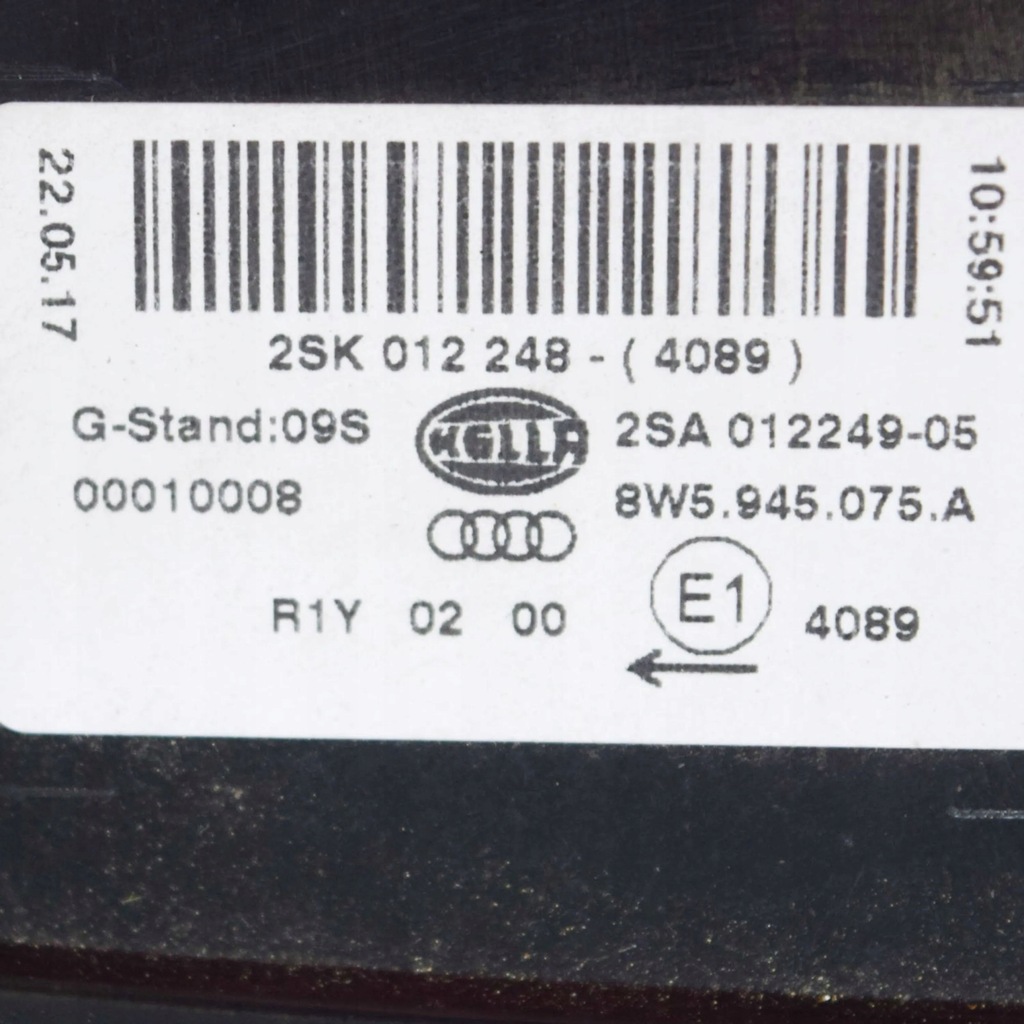 22.05.17
10:59:51
2SK 012 248 - ( 4089 )
G-Stand:09S
HELLA
2SA 012249-05
00010008
8W5.945.075.A
R1Y 02 00
E1
4089